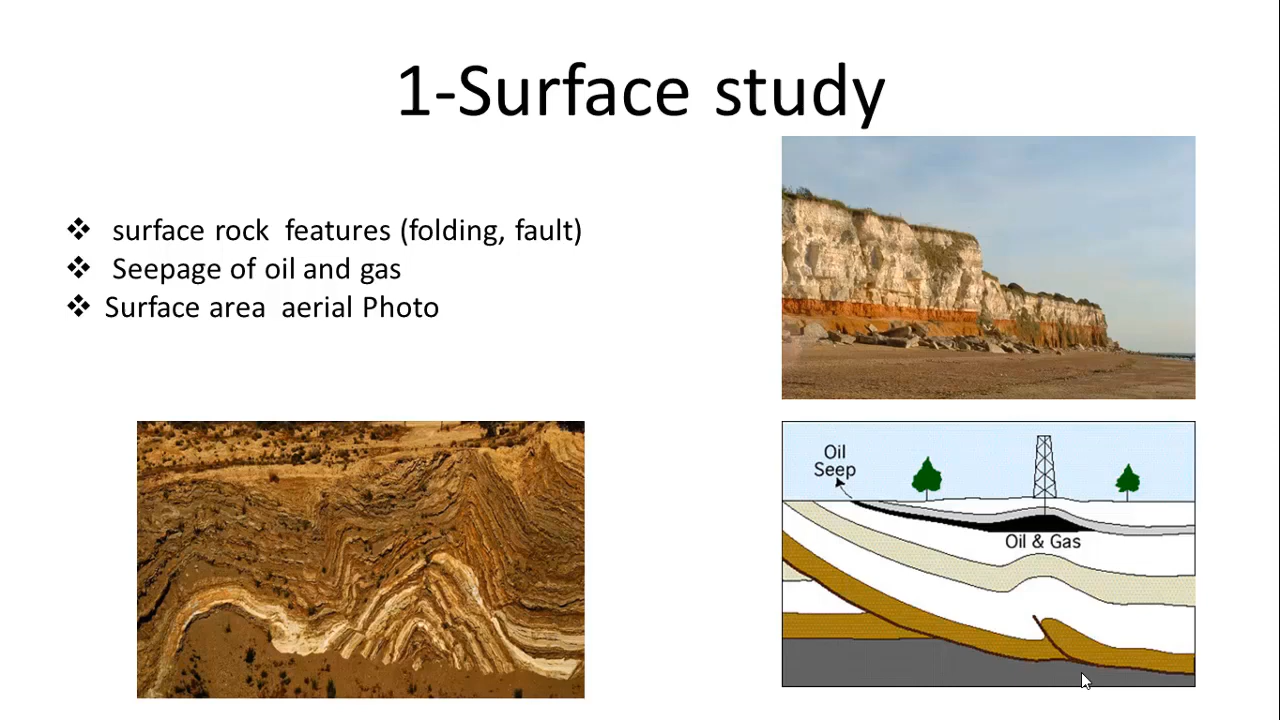 1-Surface study
❖ surface rock features (folding, fault)
❖ Seepage of oil and gas
❖ Surface area aerial Photo
Oil
Seep
Oil & Gas